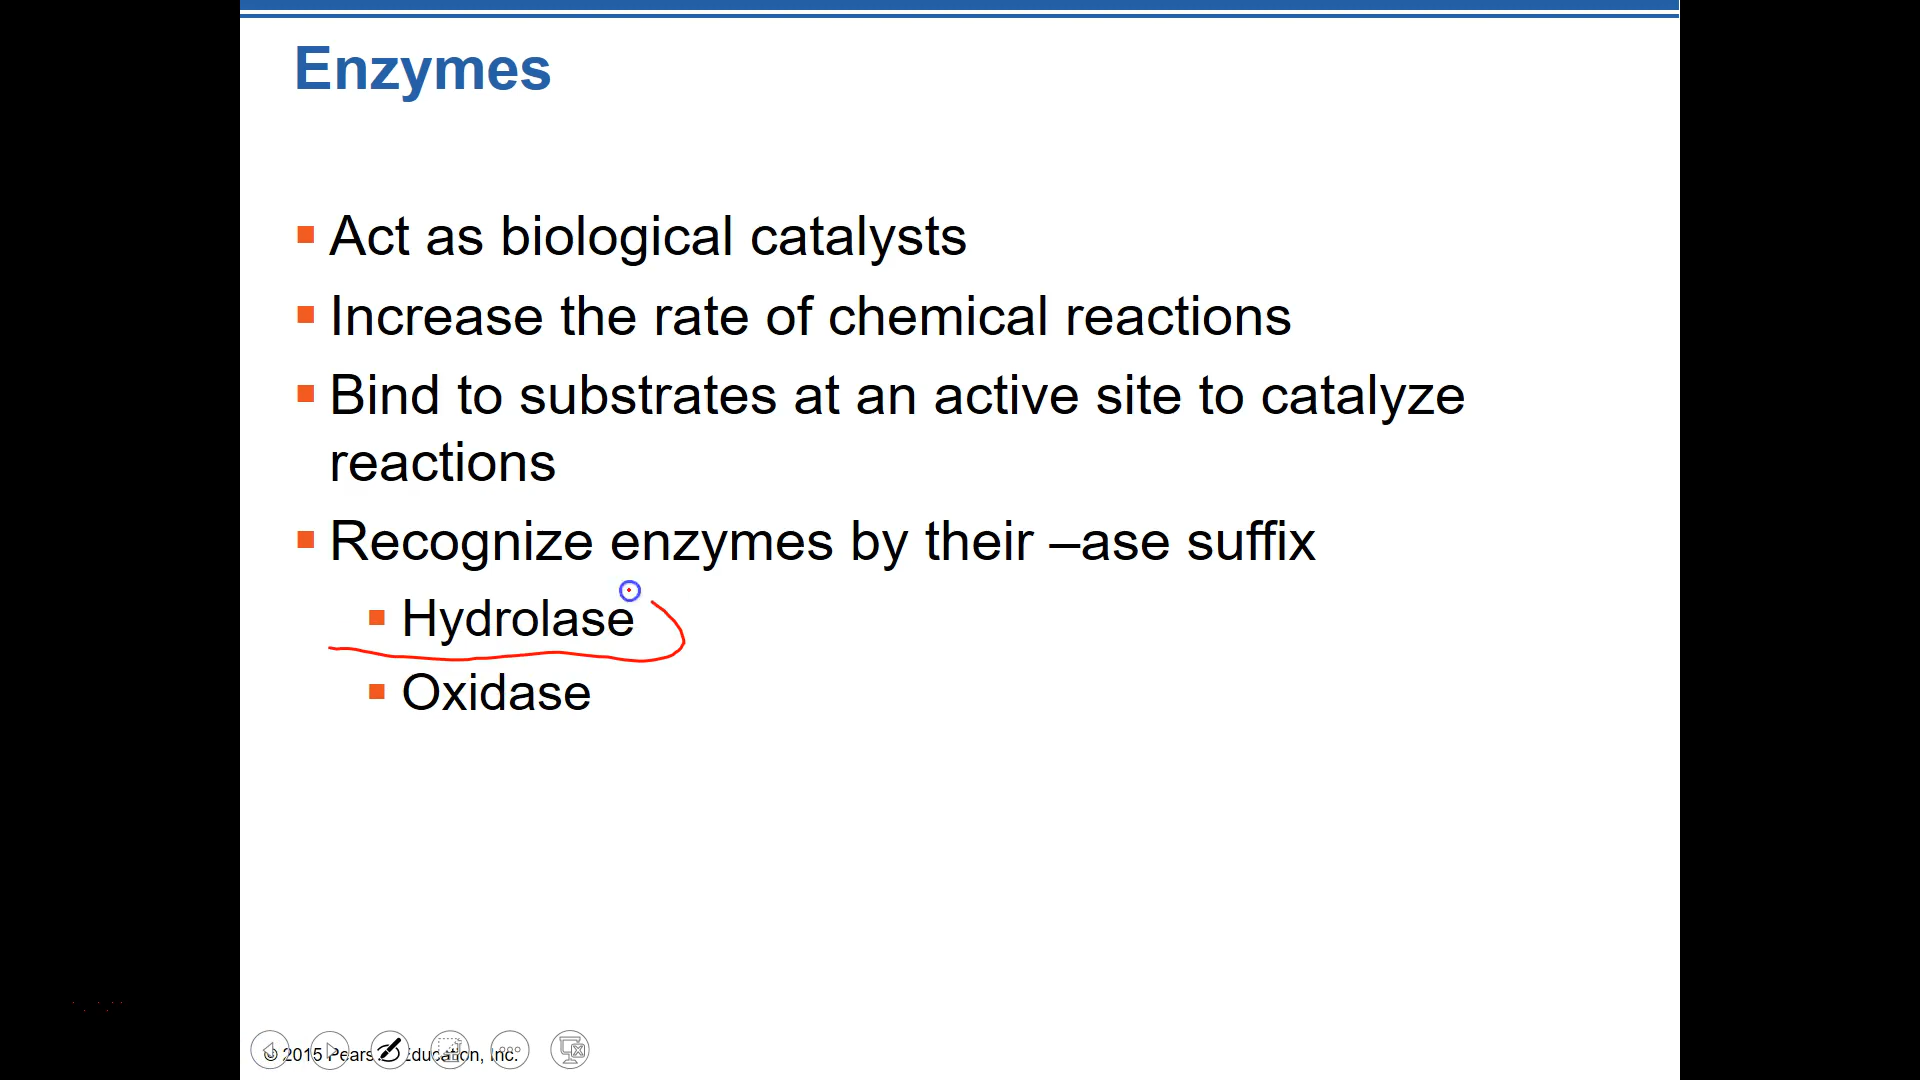 Enzymes
Act as biological catalysts
Increase the rate of chemical reactions
Bind to substrates at an active site to catalyze
reactions
Recognize enzymes by their –ase suffix
Hydrolase
Oxidase
© 2015 Pearson Education, Inc.